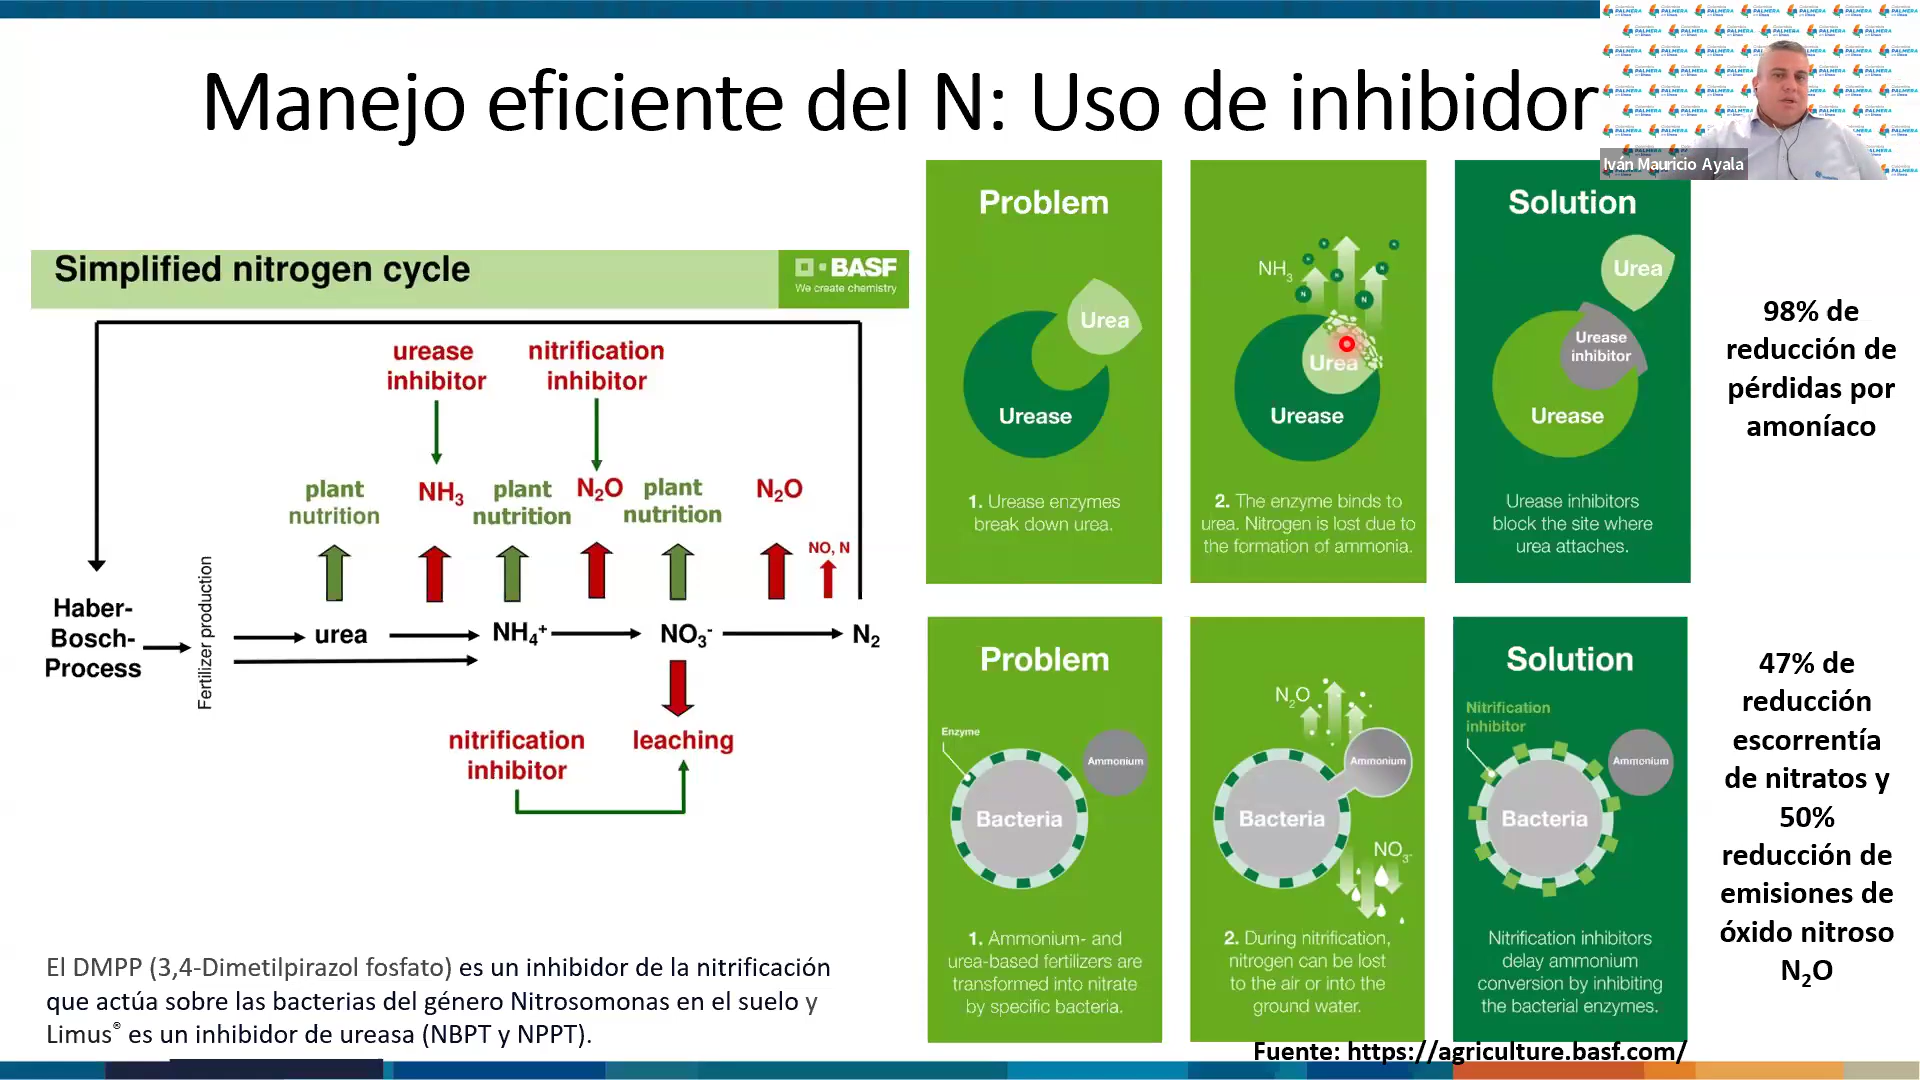 Manejo eficiente del N: Uso de inhibidor
Iván Mauricio Ayala
Simplified nitrogen cycle
BASF
We create chemistry
urease
inhibitor
nitrification
inhibitor
plant
nutrition
NH3
plant
nutrition
N2O
plant
nutrition
N2O
NO, N
Haber-
Bosch-
Process
Fertilizer production
urea
NH4+
NO3-
N2
nitrification
inhibitor
leaching
El DMPP (3,4-Dimetilpirazol fosfato) es un inhibidor de la nitrificación
que actúa sobre las bacterias del género Nitrosomonas en el suelo y
Limus® es un inhibidor de ureasa (NBPT y NPPT).
Problem
Urea
Urease
1. Urease enzymes
break down urea.
NH3
Urea
Urease
2. The enzyme binds to
urea. Nitrogen is lost due to
the formation of ammonia.
Solution
Urea
Urease
inhibitor
Urease
Urease inhibitors
block the site where
urea attaches.
98% de
reducción de
pérdidas por
amoníaco
Problem
Enzyme
Ammonium
Bacteria
1. Ammonium- and
urea-based fertilizers are
transformed into nitrate
by specific bacteria.
N2O
Ammonium
Bacteria
NO3-
2. During nitrification,
nitrogen can be lost
to the air or into the
ground water.
Solution
Nitrification
inhibitor
Ammonium
Bacteria
Nitrification inhibitors
delay ammonium
conversion by inhibiting
the bacterial enzymes.
47% de
reducción
escorrentía
de nitratos y
50%
reducción de
emisiones de
óxido nitroso
N2O
Fuente: https://agriculture.basf.com/